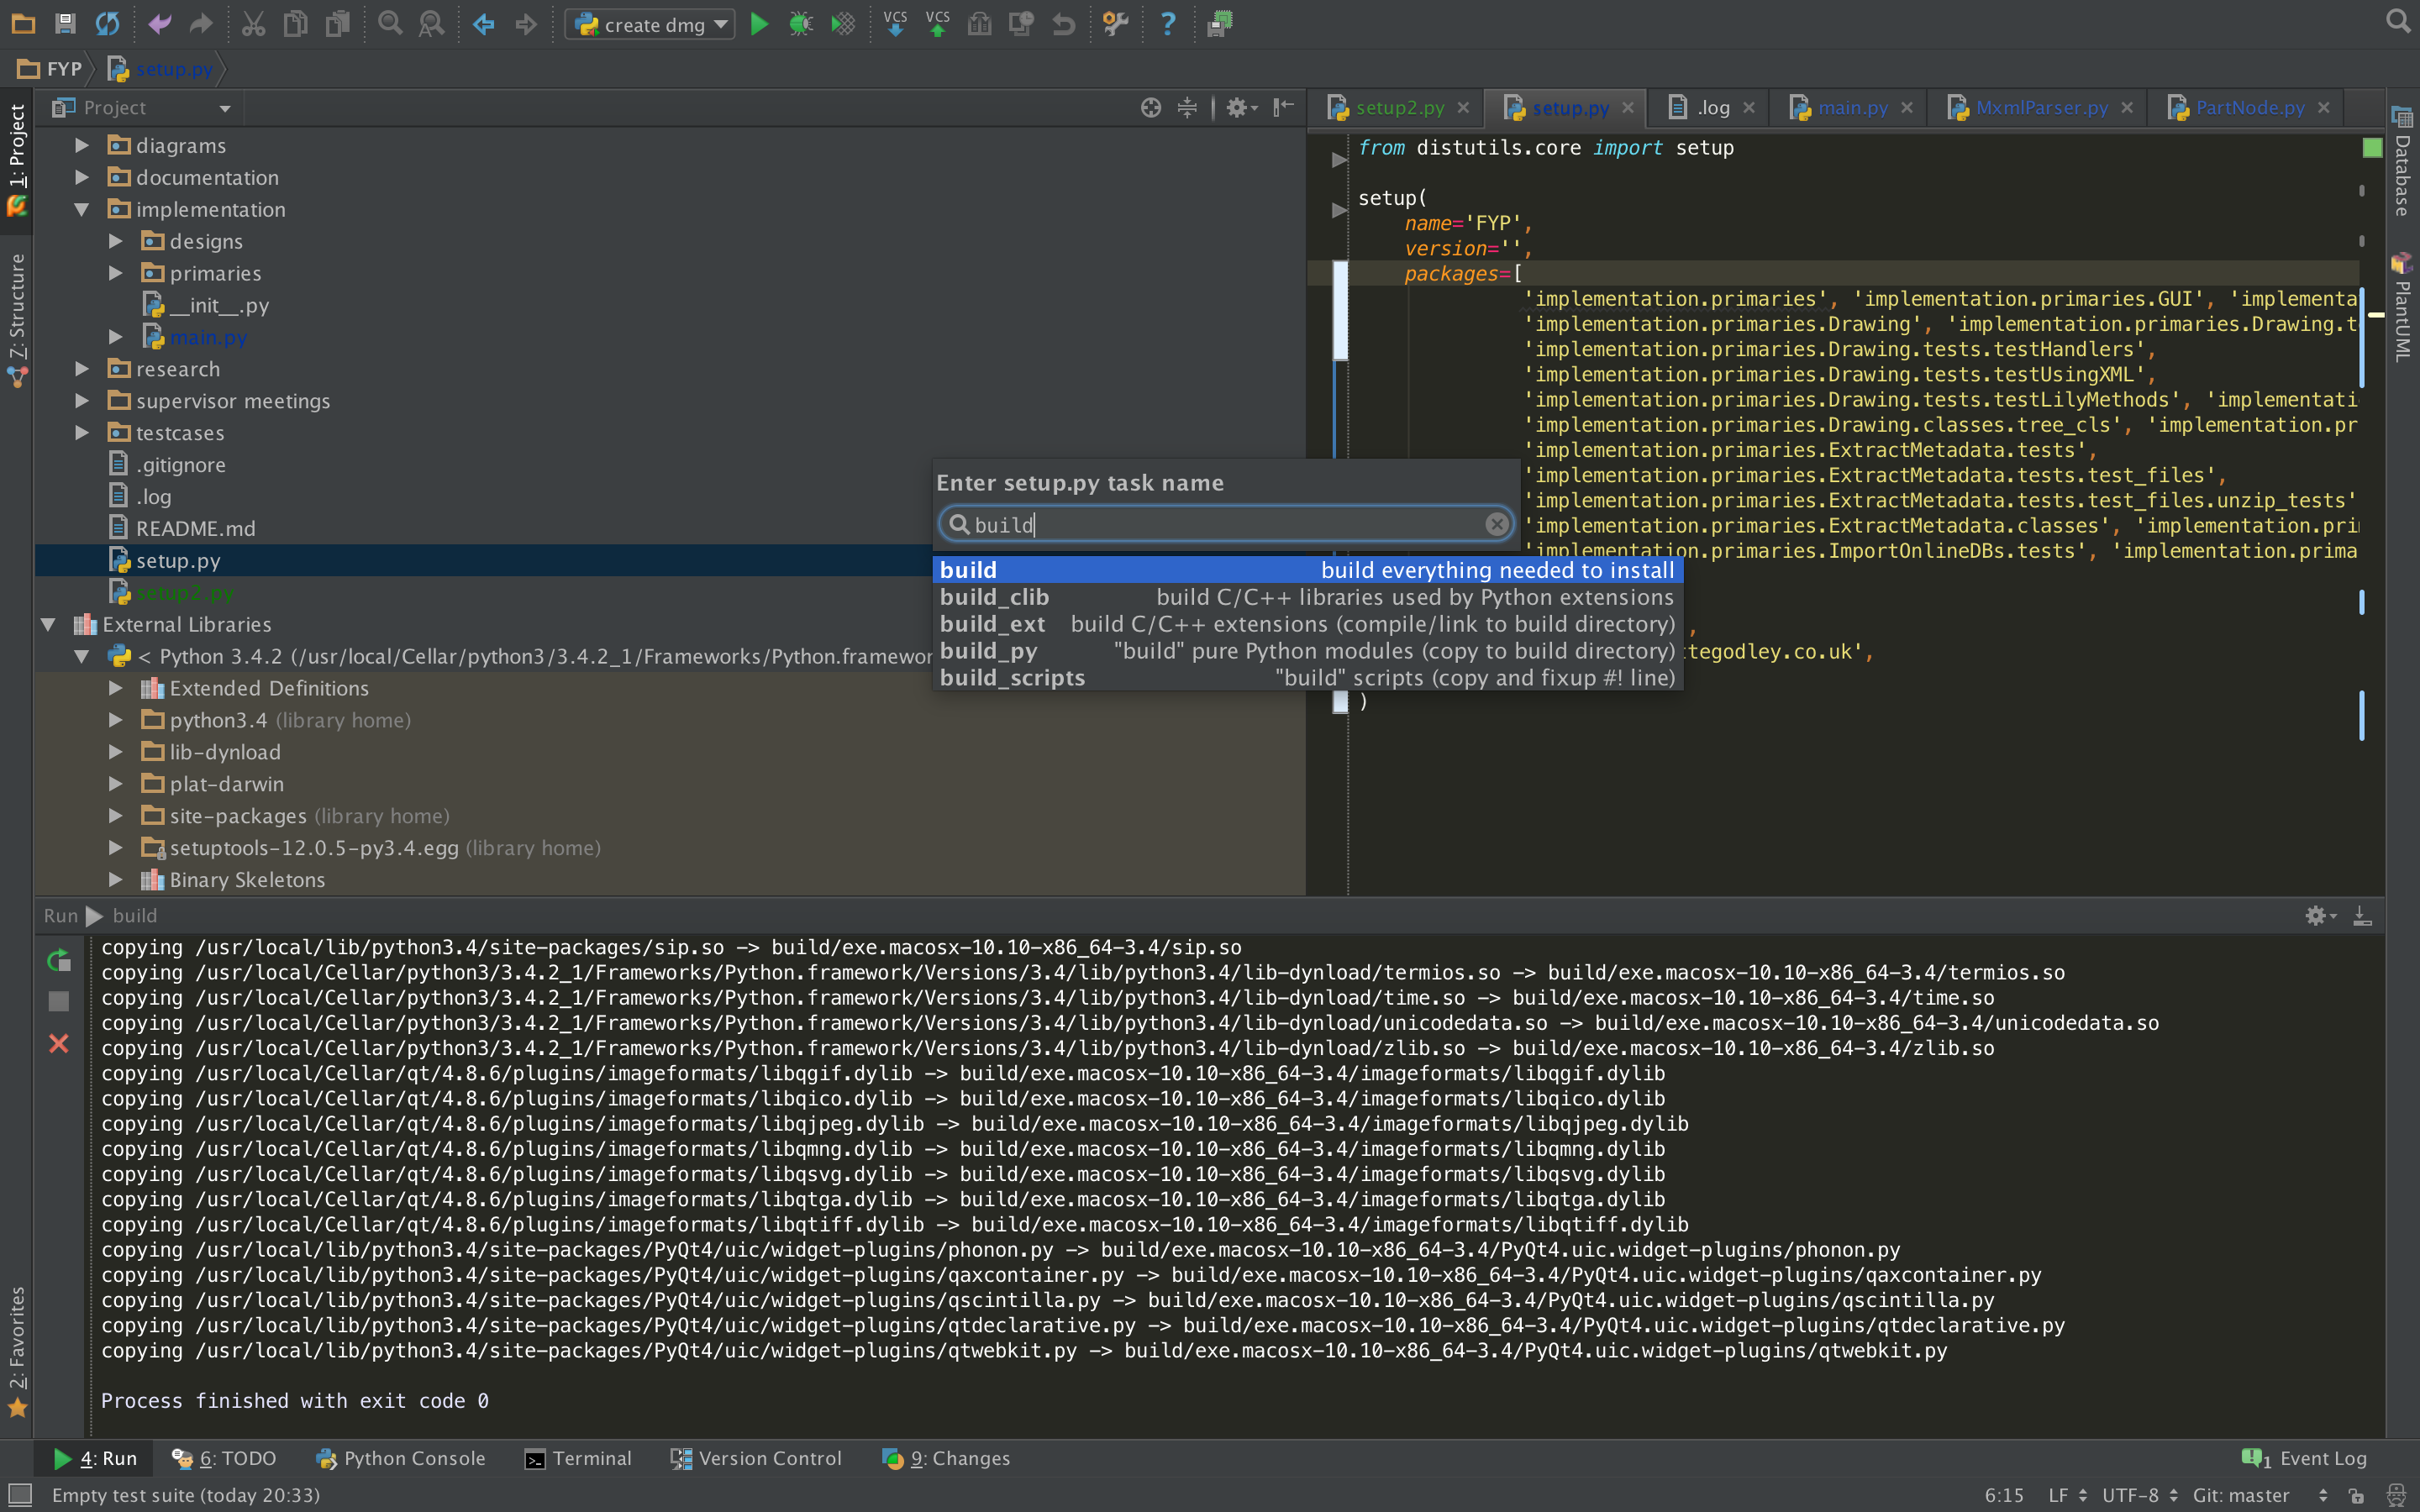 create dmg
VCS VCS
?
FYP setup.py
1: Project
7: Structure
2: Favorites
Project
diagrams
documentation
implementation
designs
primaries
__init__.py
main.py
research
supervisor meetings
testcases
.gitignore
.log
README.md
setup.py
setup2.py
External Libraries
< Python 3.4.2 (/usr/local/Cellar/python3/3.4.2_1/Frameworks/Python.framewor
Extended Definitions
python3.4 (library home)
lib-dynload
plat-darwin
site-packages (library home)
setuptools-12.0.5-py3.4.egg (library home)
Binary Skeletons
setup2.py setup.py .log main.py MxmlParser.py PartNode.py
from distutils.core import setup
setup(
name='FYP',
version='',
packages=[
'implementation.primaries', 'implementation.primaries.GUI', 'implementa
'implementation.primaries.Drawing', 'implementation.primaries.Drawing.t
'implementation.primaries.Drawing.tests.testHandlers',
'implementation.primaries.Drawing.tests.testUsingXML',
'implementation.primaries.Drawing.tests.testLilyMethods', 'implementati
'implementation.primaries.Drawing.classes.tree_cls', 'implementation.pr
'implementation.primaries.ExtractMetadata.tests',
'implementation.primaries.ExtractMetadata.tests.test_files',
'implementation.primaries.ExtractMetadata.tests.test_files.unzip_tests'
'implementation.primaries.ExtractMetadata.classes', 'implementation.pri
'implementation.primaries.ImportOnlineDBs.tests', 'implementation.prima
,
ttegodley.co.uk',
)
Database
PlantUML
Enter setup.py task name
build
build build everything needed to install
build_clib build C/C++ libraries used by Python extensions
build_ext build C/C++ extensions (compile/link to build directory)
build_py "build" pure Python modules (copy to build directory)
build_scripts "build" scripts (copy and fixup #! line)
Run build
copying /usr/local/lib/python3.4/site-packages/sip.so -> build/exe.macosx-10.10-x86_64-3.4/sip.so
copying /usr/local/Cellar/python3/3.4.2_1/Frameworks/Python.framework/Versions/3.4/lib/python3.4/lib-dynload/termios.so -> build/exe.macosx-10.10-x86_64-3.4/termios.so
copying /usr/local/Cellar/python3/3.4.2_1/Frameworks/Python.framework/Versions/3.4/lib/python3.4/lib-dynload/time.so -> build/exe.macosx-10.10-x86_64-3.4/time.so
copying /usr/local/Cellar/python3/3.4.2_1/Frameworks/Python.framework/Versions/3.4/lib/python3.4/lib-dynload/unicodedata.so -> build/exe.macosx-10.10-x86_64-3.4/unicodedata.so
copying /usr/local/Cellar/python3/3.4.2_1/Frameworks/Python.framework/Versions/3.4/lib/python3.4/lib-dynload/zlib.so -> build/exe.macosx-10.10-x86_64-3.4/zlib.so
copying /usr/local/Cellar/qt/4.8.6/plugins/imageformats/libqgif.dylib -> build/exe.macosx-10.10-x86_64-3.4/imageformats/libqgif.dylib
copying /usr/local/Cellar/qt/4.8.6/plugins/imageformats/libqico.dylib -> build/exe.macosx-10.10-x86_64-3.4/imageformats/libqico.dylib
copying /usr/local/Cellar/qt/4.8.6/plugins/imageformats/libqjpeg.dylib -> build/exe.macosx-10.10-x86_64-3.4/imageformats/libqjpeg.dylib
copying /usr/local/Cellar/qt/4.8.6/plugins/imageformats/libqmng.dylib -> build/exe.macosx-10.10-x86_64-3.4/imageformats/libqmng.dylib
copying /usr/local/Cellar/qt/4.8.6/plugins/imageformats/libqsvg.dylib -> build/exe.macosx-10.10-x86_64-3.4/imageformats/libqsvg.dylib
copying /usr/local/Cellar/qt/4.8.6/plugins/imageformats/libqtga.dylib -> build/exe.macosx-10.10-x86_64-3.4/imageformats/libqtga.dylib
copying /usr/local/Cellar/qt/4.8.6/plugins/imageformats/libqtiff.dylib -> build/exe.macosx-10.10-x86_64-3.4/imageformats/libqtiff.dylib
copying /usr/local/lib/python3.4/site-packages/PyQt4/uic/widget-plugins/phonon.py -> build/exe.macosx-10.10-x86_64-3.4/PyQt4.uic.widget-plugins/phonon.py
copying /usr/local/lib/python3.4/site-packages/PyQt4/uic/widget-plugins/qaxcontainer.py -> build/exe.macosx-10.10-x86_64-3.4/PyQt4.uic.widget-plugins/qaxcontainer.py
copying /usr/local/lib/python3.4/site-packages/PyQt4/uic/widget-plugins/qscintilla.py -> build/exe.macosx-10.10-x86_64-3.4/PyQt4.uic.widget-plugins/qscintilla.py
copying /usr/local/lib/python3.4/site-packages/PyQt4/uic/widget-plugins/qtdeclarative.py -> build/exe.macosx-10.10-x86_64-3.4/PyQt4.uic.widget-plugins/qtdeclarative.py
copying /usr/local/lib/python3.4/site-packages/PyQt4/uic/widget-plugins/qtwebkit.py -> build/exe.macosx-10.10-x86_64-3.4/PyQt4.uic.widget-plugins/qtwebkit.py
Process finished with exit code 0
4: Run 6: TODO Python Console Terminal Version Control 9: Changes 1 Event Log
Empty test suite (today 20:33) 6:15 LF UTF-8 Git: master